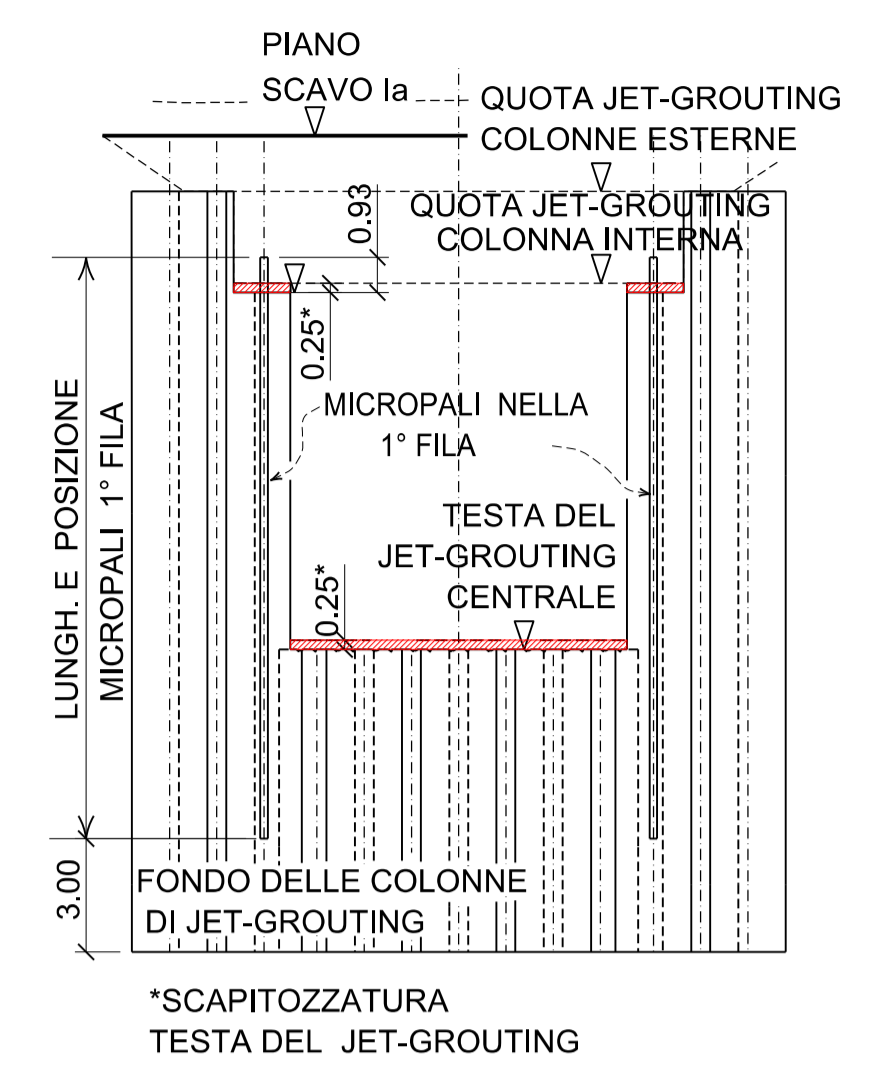 PIANO
SCAVO Ia
QUOTA JET-GROUTING
COLONNE ESTERNE
0.93
QUOTA JET-GROUTING
COLONNA INTERNA
0.25*
MICROPALI NELLA
1° FILA
LUNGH. E POSIZIONE
MICROPALI 1° FILA
TESTA DEL
JET-GROUTING
CENTRALE
0.25*
3.00
FONDO DELLE COLONNE
DI JET-GROUTING
*SCAPITOZZATURA
TESTA DEL JET-GROUTING